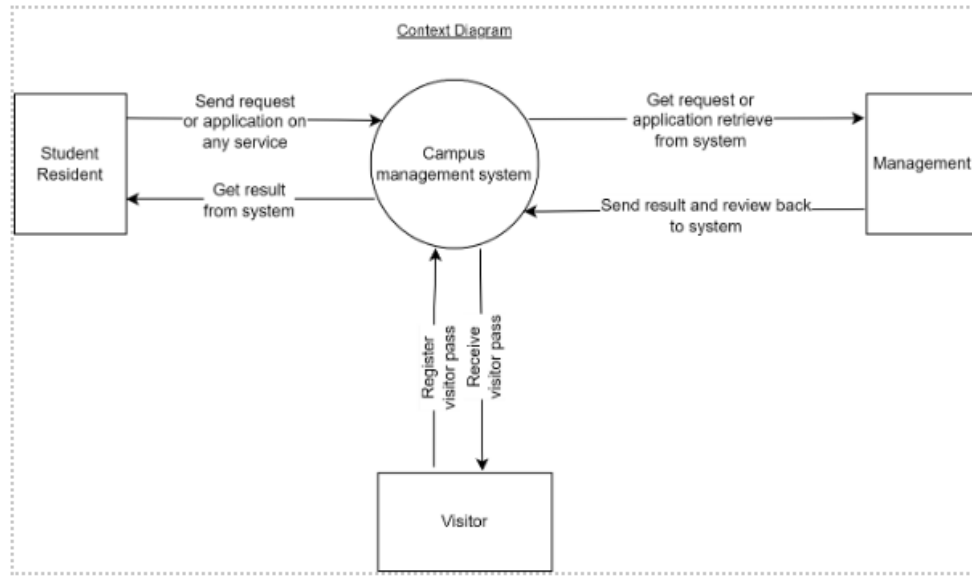 Context Diagram
Send request
or application on
any service
Get request or
application retrieve
from system
Student
Resident
Campus
management system
Management
Get result
from system
Send result and review back
to system
Register
visitor pass
Receive
visitor pass
Visitor